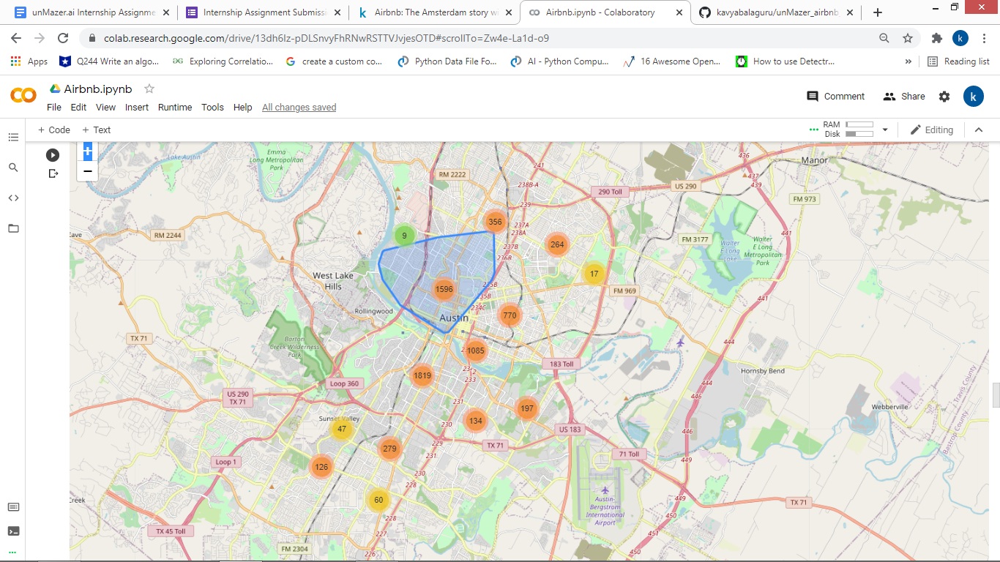 unMazer.ai Internship Assignme
Internship Assignment Submiss
Airbnb: The Amsterdam story wi
Airbnb.ipynb - Colaboratory
kavyabalaguru/unMazer_airbnb
colab.research.google.com/drive/13dh6lz-pDLSnvyFhRNwRSTTVJvjesOTD#scrollTo=Zw4e-La1d-o9
k
Apps
Q244 Write an algo...
Exploring Correlatio...
create a custom co...
Python Data File Fo...
AI - Python Compu...
16 Awesome Open...
How to use Detectr...
»
Reading list
Airbnb.ipynb
File Edit View Insert Runtime Tools Help All changes saved
Comment
Share
k
+ Code + Text
RAM
Disk
Editing
+
−
Lake Austin
Emma
Long Metropolitan
Park
RM 2222
241
436
Manor
437
439
238B-A
290 Toll
US 290
239
FM 973
RM 2244
Cave
9
356
237A
238A
264
237B
236B
FM 3177
Walter
E Long
Lake
Walter
E Long
Metropolitan
Park
441
West Lake
Hills
17
235B
1596
235B
FM 969
441
234C
Rollingwood
Austin
770
TX 71
Barton
Creek Wilderness
Park
444
1085
183 Toll
1819
232
233
Hornsby Bend
Loop 360
444
US 290
TX 71
231
446
Webberville
Travis County
Bastrop County
197
134
Sunset Valley
47
US 183
446
229
TX 71
279
231
71 Toll
449
Loop 1
126
230
228
Creek
60
Austin-
Bergstrom
International
Airport
TX 71
451
TX 45 Toll
228
227
450
FM 2304
226
450